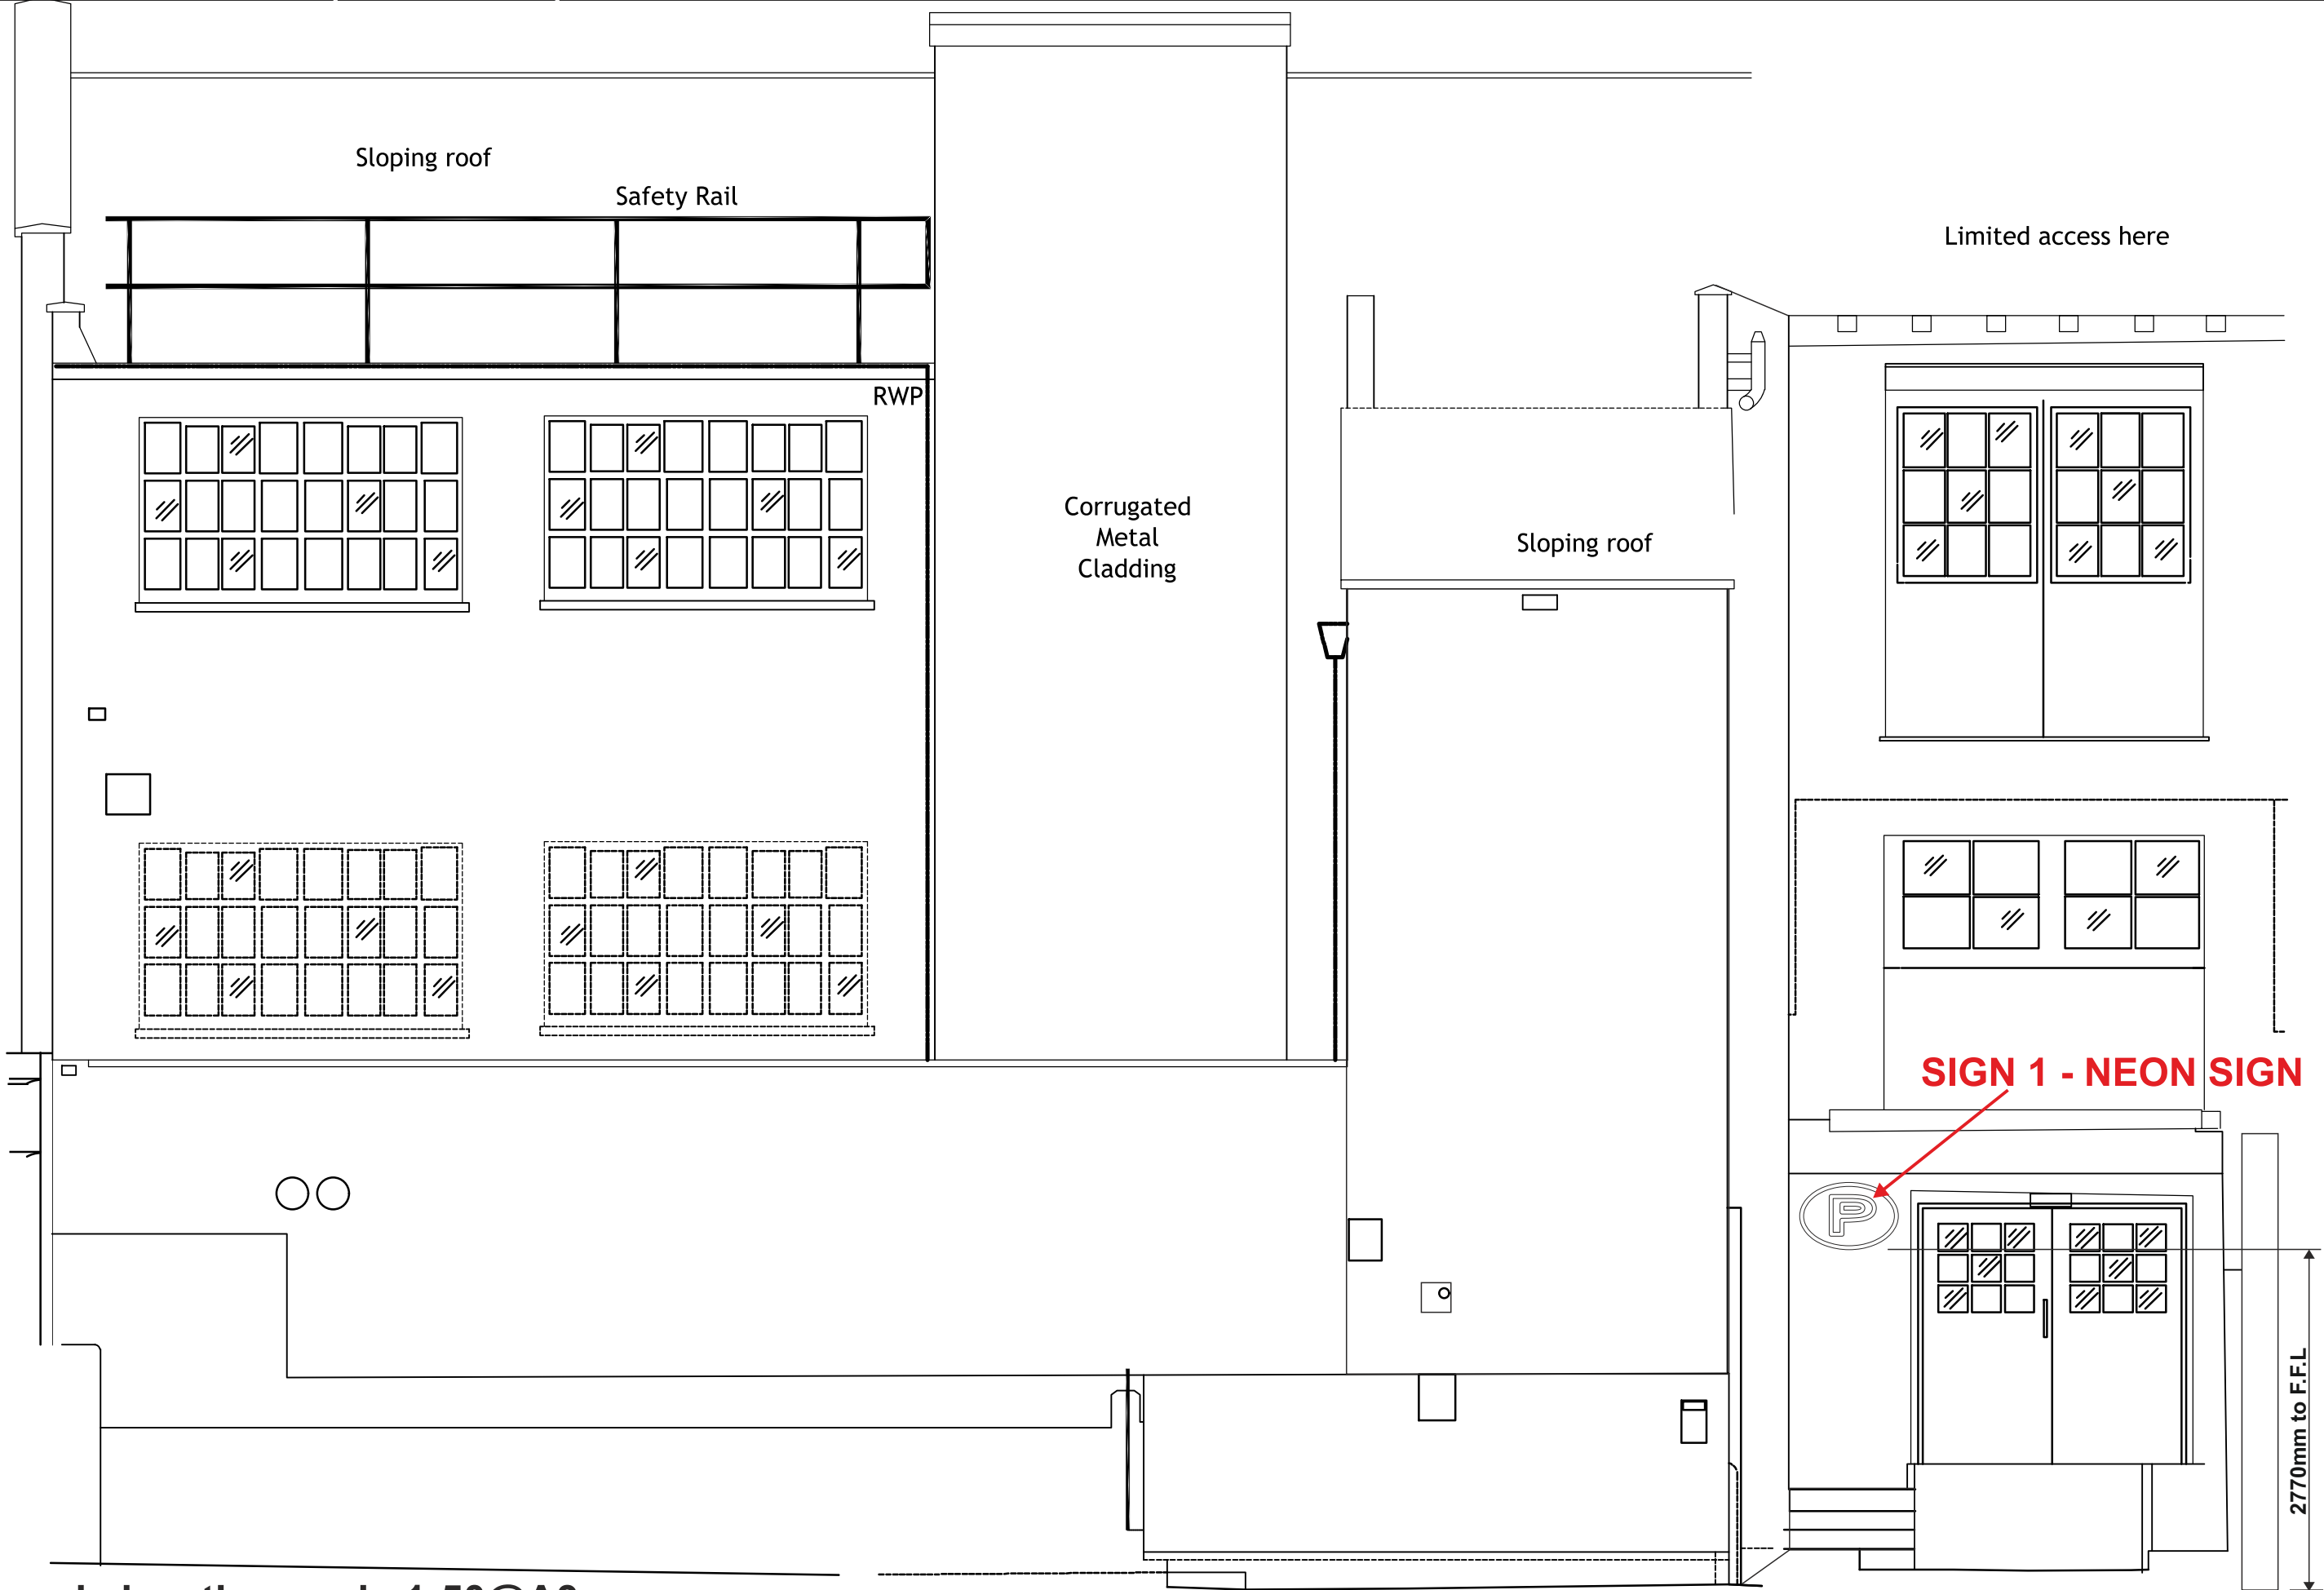 Sloping roof
Safety Rail
Limited access here
RWP
Corrugated
Metal
Cladding
Sloping roof
SIGN 1 - NEON SIGN
P
2770mm to F.F.L